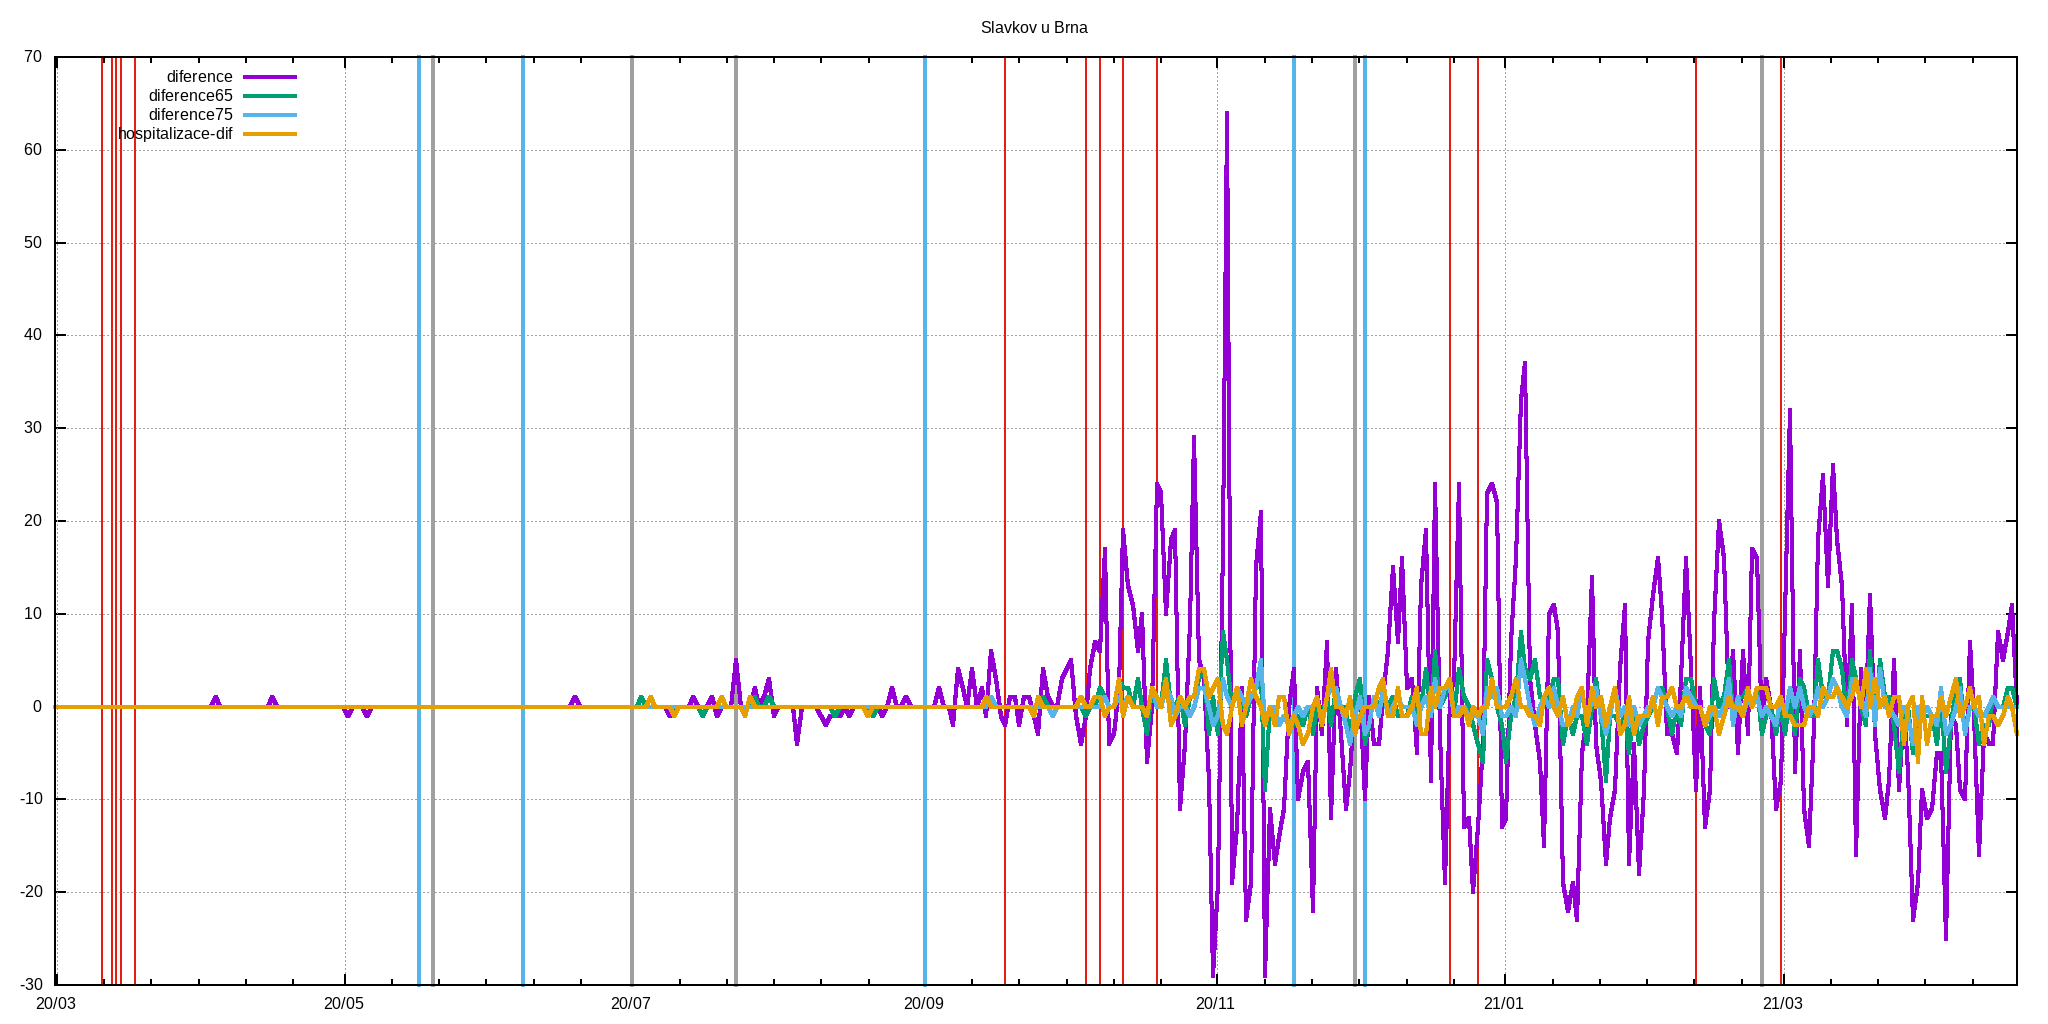 Slavkov u Brna
70
60
50
40
30
20
10
0
-10
-20
-30
diference
diference65
diference75
hospitalizace-dif
20/03 20/05 20/07 20/09 20/11 21/01 21/03